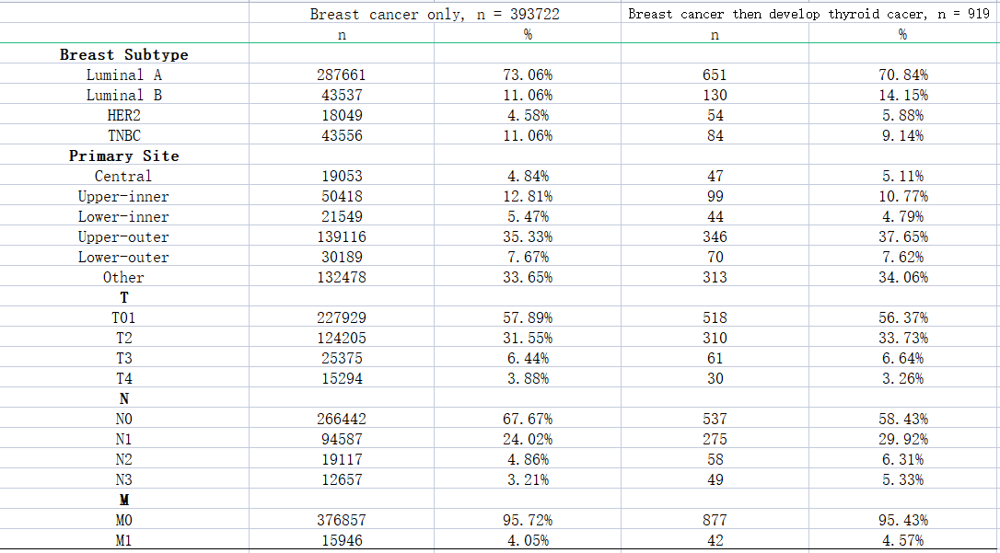 Breast cancer only, n = 393722 Breast cancer then develop thyroid cacer, n = 919
n % n %
Breast Subtype
Luminal A 287661 73.06% 651 70.84%
Luminal B 43537 11.06% 130 14.15%
HER2 18049 4.58% 54 5.88%
TNBC 43556 11.06% 84 9.14%
Primary Site
Central 19053 4.84% 47 5.11%
Upper-inner 50418 12.81% 99 10.77%
Lower-inner 21549 5.47% 44 4.79%
Upper-outer 139116 35.33% 346 37.65%
Lower-outer 30189 7.67% 70 7.62%
Other 132478 33.65% 313 34.06%
T
T01 227929 57.89% 518 56.37%
T2 124205 31.55% 310 33.73%
T3 25375 6.44% 61 6.64%
T4 15294 3.88% 30 3.26%
N
N0 266442 67.67% 537 58.43%
N1 94587 24.02% 275 29.92%
N2 19117 4.86% 58 6.31%
N3 12657 3.21% 49 5.33%
M
M0 376857 95.72% 877 95.43%
M1 15946 4.05% 42 4.57%